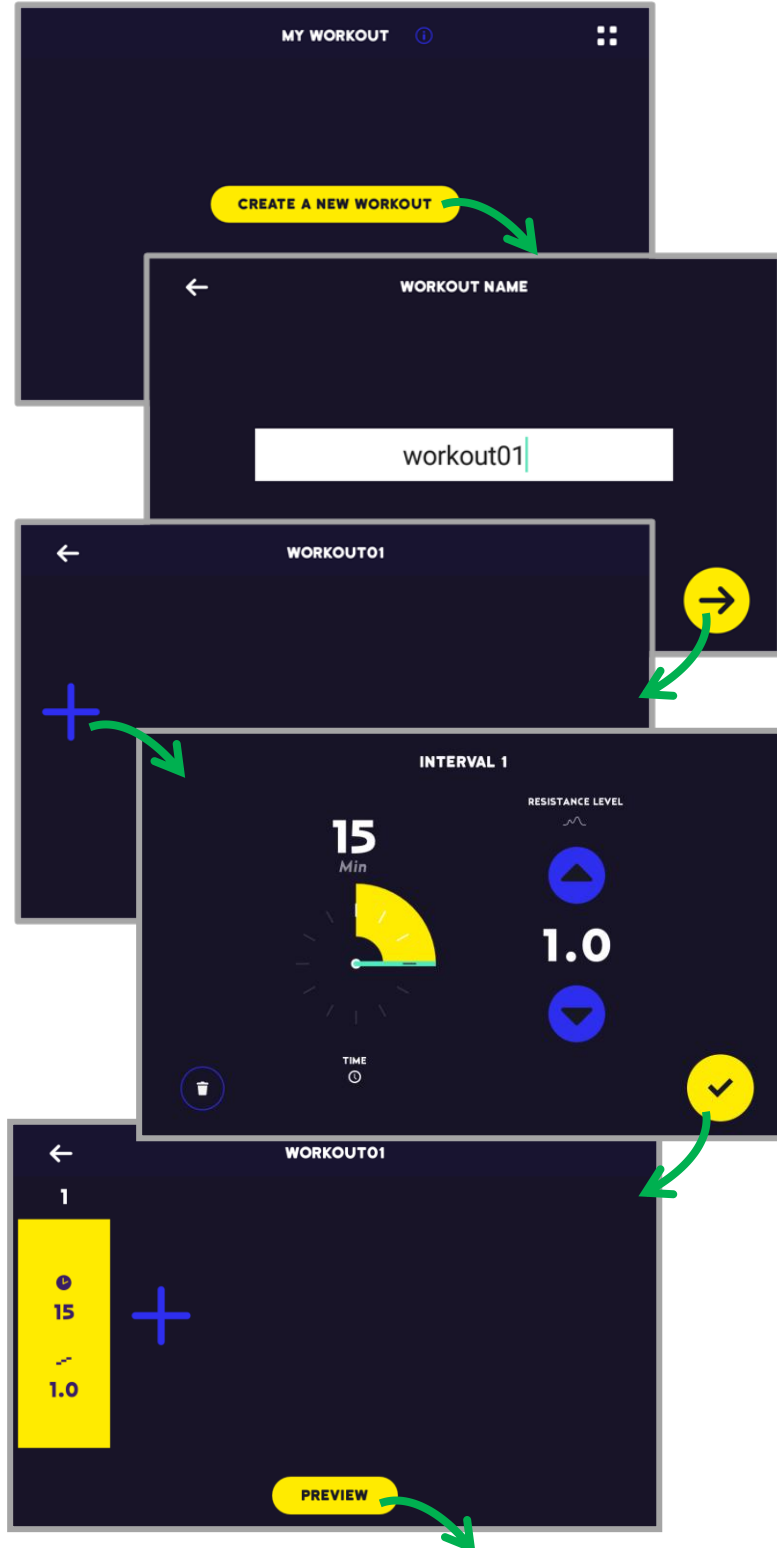 MY WORKOUT i
CREATE A NEW WORKOUT
WORKOUT NAME
workout01
WORKOUT01
INTERVAL 1
RESISTANCE LEVEL
15
Min
1.0
TIME
WORKOUT01
1
15
1.0
PREVIEW